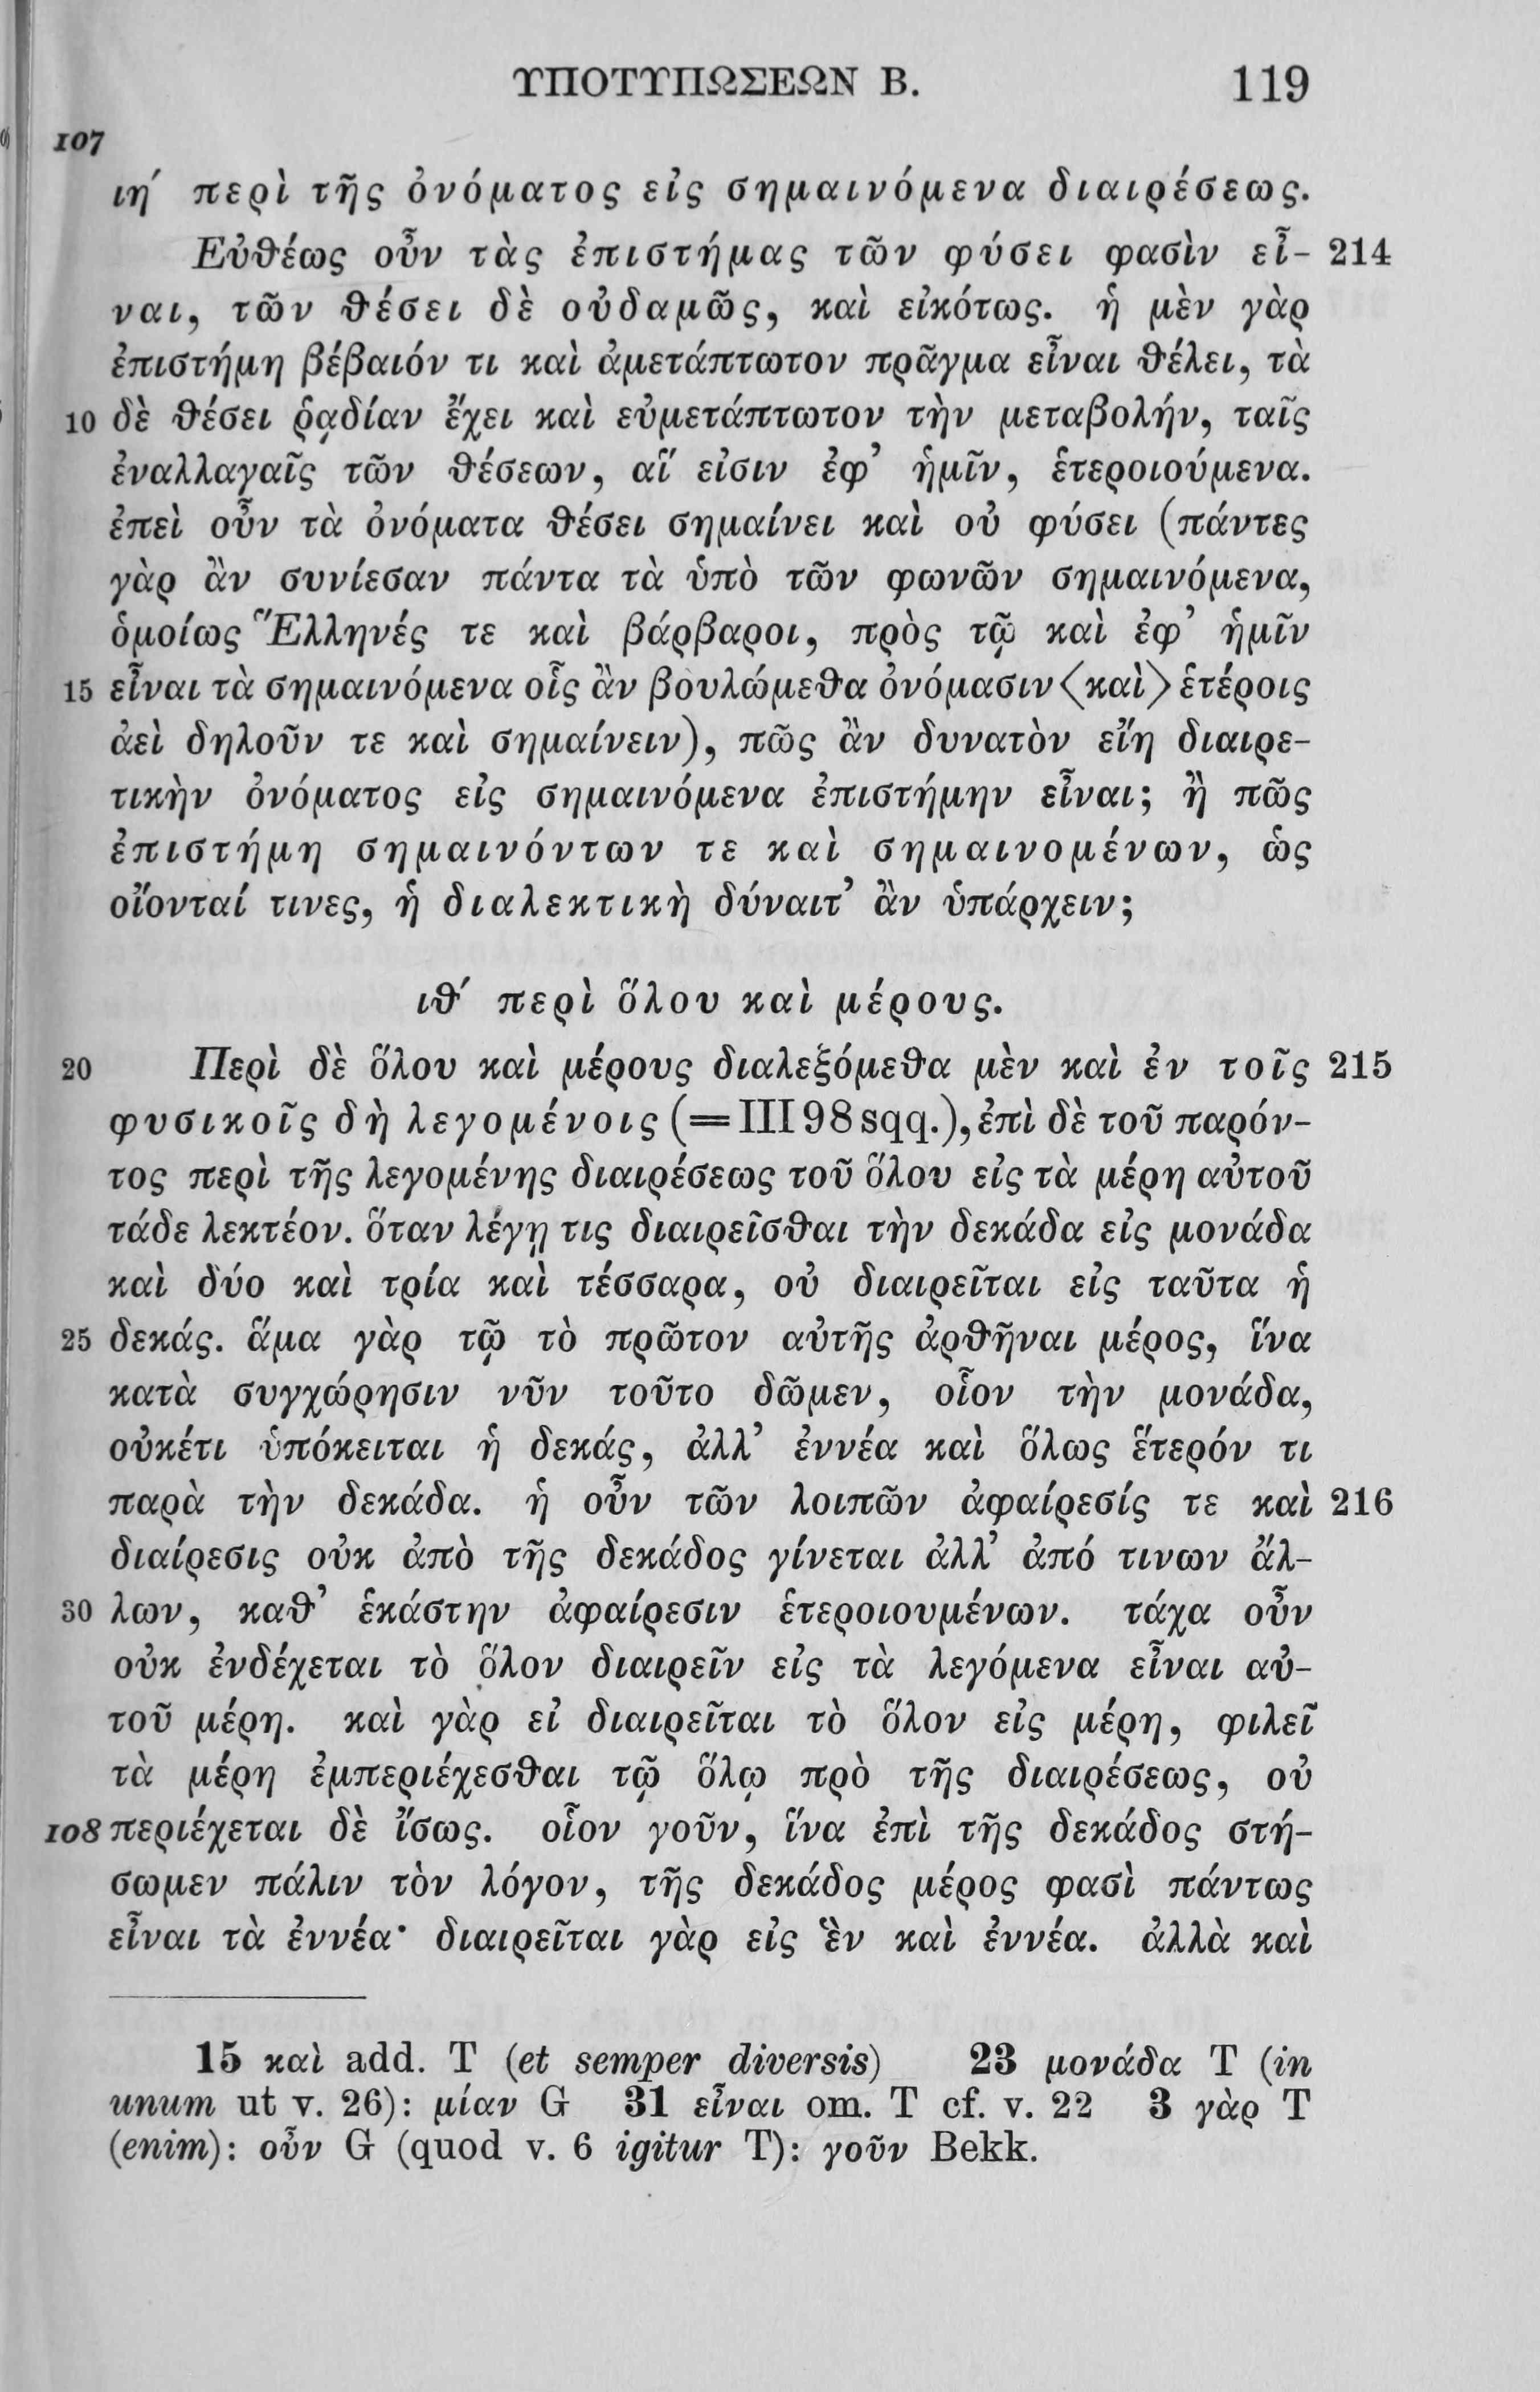 ΥΠΟΤΥΠΩΣΕΩΝ Β. 119
107
ιη΄ περὶ τῆς ὀνόματος εἰς σημαινόμενα διαιρέσεως.
Εὐθέως οὖν τὰς ἐπιστήμας τῶν φύσει φασὶν εἶ- 214
ναι, τῶν θέσει δὲ οὐδαμῶς, καὶ εἰκότως. ἡ μὲν γὰρ
ἐπιστήμη βέβαιόν τι καὶ ἀμετάπτωτον πρᾶγμα εἶναι θέλει, τὰ
10 δὲ θέσει ῥᾳδίαν ἔχει καὶ εὐμετάπτωτον τὴν μεταβολήν, ταῖς
ἐναλλαγαῖς τῶν θέσεων, αἵ εἰσιν ἐφ’ ἡμῖν, ἑτεροιούμενα.
ἐπεὶ οὖν τὰ ὀνόματα θέσει σημαίνει καὶ οὐ φύσει (πάντες
γὰρ ἂν συνίεσαν πάντα τὰ ὑπὸ τῶν φωνῶν σημαινόμενα,
ὁμοίως Ἕλληνές τε καὶ βάρβαροι, πρὸς τῷ καὶ ἐφ’ ἡμῖν
15 εἶναι τὰ σημαινόμενα οἷς ἂν βουλώμεθα ὀνόμασιν ⟨καὶ⟩ ἑτέροις
ἀεὶ δηλοῦν τε καὶ σημαίνειν), πῶς ἂν δυνατὸν εἴη διαιρε-
τικὴν ὀνόματος εἰς σημαινόμενα ἐπιστήμην εἶναι; ἢ πῶς
ἐπιστήμη σημαινόντων τε καὶ σημαινομένων, ὡς
οἴονταί τινες, ἡ διαλεκτικὴ δύναιτ’ ἂν ὑπάρχειν;
ιθ΄ περὶ ὅλου καὶ μέρους.
20 Περὶ δὲ ὅλου καὶ μέρους διαλεξόμεθα μὲν καὶ ἐν τοῖς 215
φυσικοῖς δὴ λεγομένοις (= III 98 sqq.), ἐπὶ δὲ τοῦ παρόν-
τος περὶ τῆς λεγομένης διαιρέσεως τοῦ ὅλου εἰς τὰ μέρη αὐτοῦ
τάδε λεκτέον. ὅταν λέγῃ τις διαιρεῖσθαι τὴν δεκάδα εἰς μονάδα
καὶ δύο καὶ τρία καὶ τέσσαρα, οὐ διαιρεῖται εἰς ταῦτα ἡ
25 δεκάς. ἅμα γὰρ τῷ τὸ πρῶτον αὐτῆς ἀρθῆναι μέρος, ἵνα
κατὰ συγχώρησιν νῦν τοῦτο δῶμεν, οἷον τὴν μονάδα,
οὐκέτι ὑπόκειται ἡ δεκάς, ἀλλ’ ἐννέα καὶ ὅλως ἕτερόν τι
παρὰ τὴν δεκάδα. ἡ οὖν τῶν λοιπῶν ἀφαίρεσίς τε καὶ 216
διαίρεσις οὐκ ἀπὸ τῆς δεκάδος γίνεται ἀλλ’ ἀπό τινων ἄλ-
30 λων, καθ’ ἑκάστην ἀφαίρεσιν ἑτεροιουμένων. τάχα οὖν
οὐκ ἐνδέχεται τὸ ὅλον διαιρεῖν εἰς τὰ λεγόμενα εἶναι αὐ-
τοῦ μέρη. καὶ γὰρ εἰ διαιρεῖται τὸ ὅλον εἰς μέρη, φιλεῖ
τὰ μέρη ἐμπεριέχεσθαι τῷ ὅλῳ πρὸ τῆς διαιρέσεως, οὐ
108 περιέχεται δὲ ἴσως. οἷον γοῦν, ἵνα ἐπὶ τῆς δεκάδος στή-
σωμεν πάλιν τὸν λόγον, τῆς δεκάδος μέρος φασὶ πάντως
εἶναι τὰ ἐννέα· διαιρεῖται γὰρ εἰς ἓν καὶ ἐννέα. ἀλλὰ καὶ
15 καὶ add. T (et semper diversis) 23 μονάδα T (in
unum ut v. 26): μίαν G 31 εἶναι om. T cf. v. 22 3 γὰρ T
(enim): οὖν G (quod v. 6 igitur T): γοῦν Bekk.